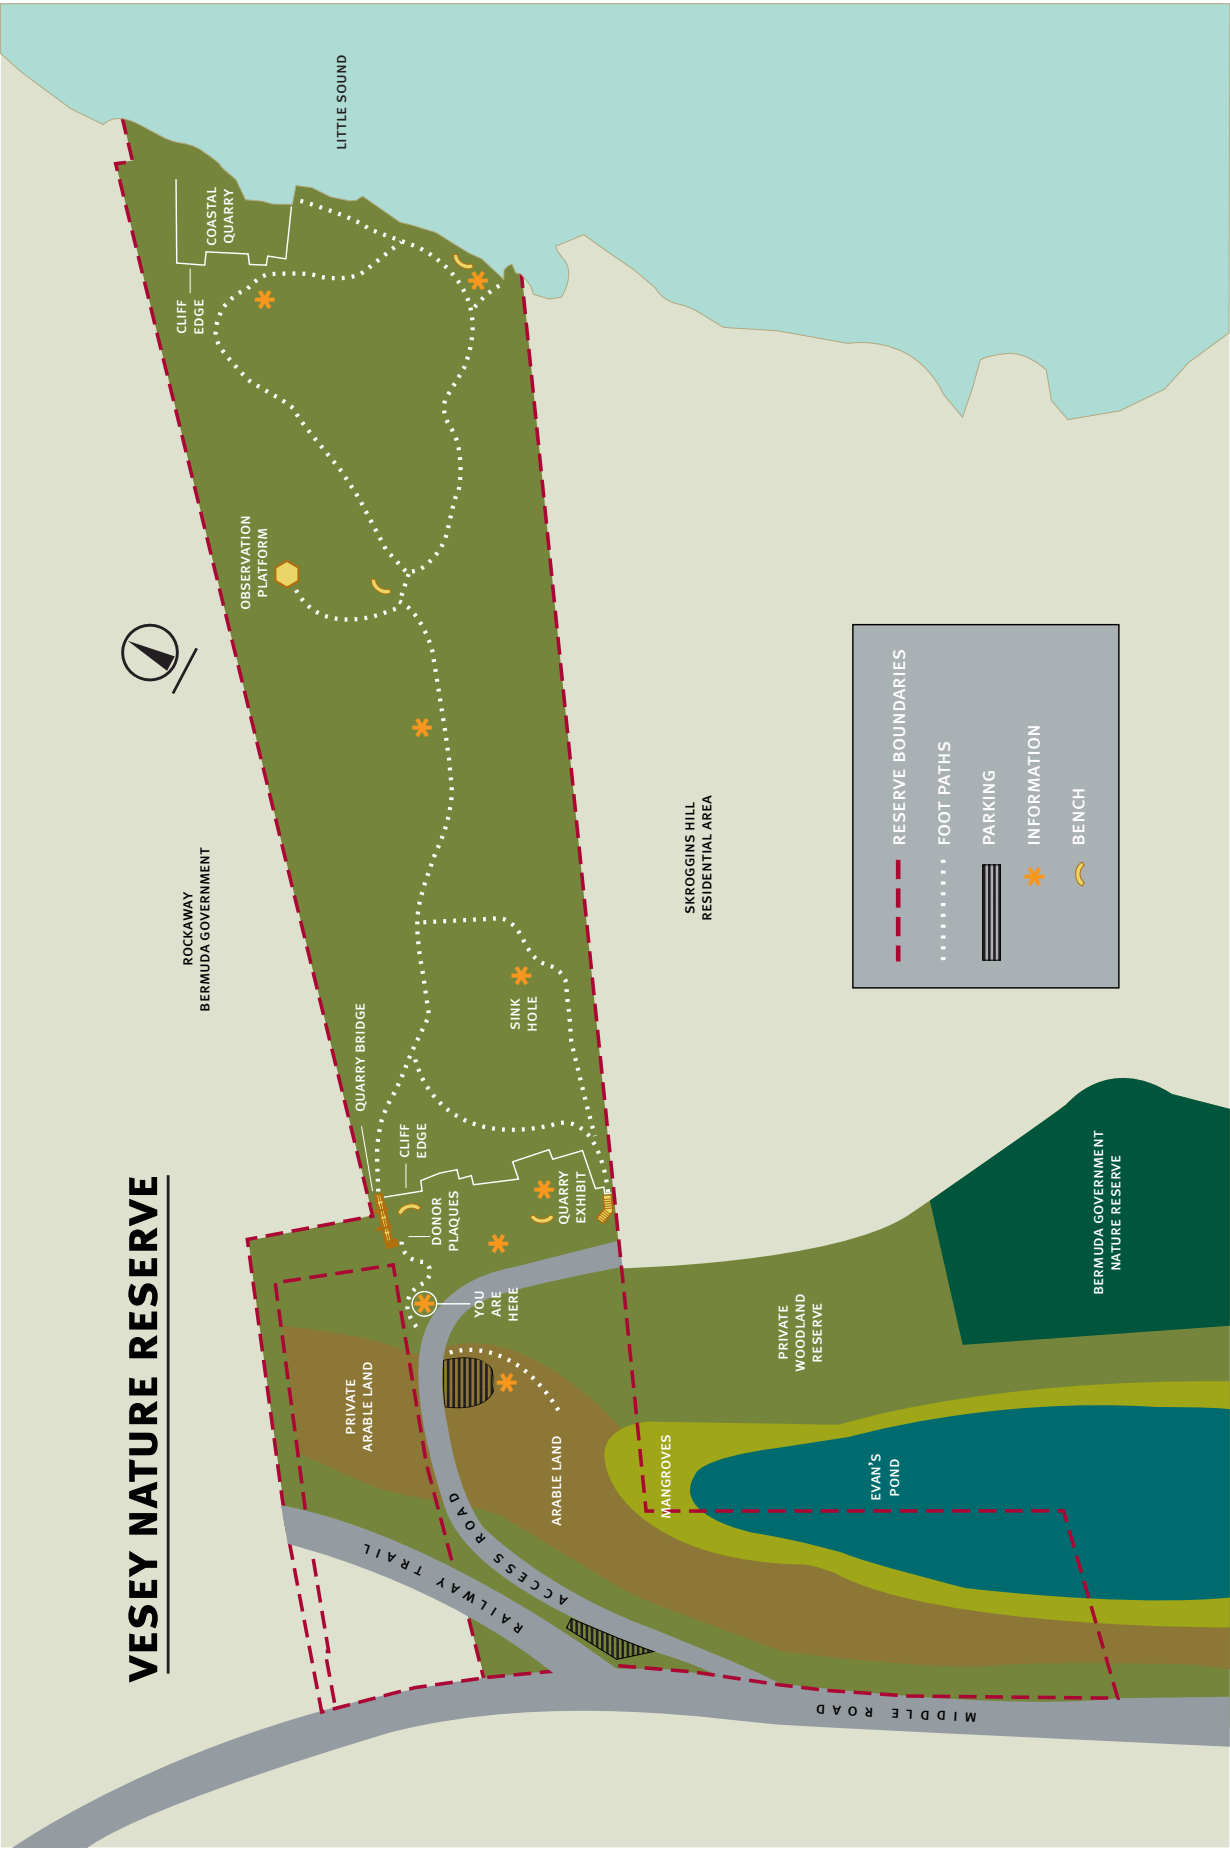 VESEY NATURE RESERVE
ROCKAWAY
BERMUDA GOVERNMENT
LITTLE SOUND
COASTAL
QUARRY
CLIFF
EDGE
OBSERVATION
PLATFORM
QUARRY BRIDGE
CLIFF
EDGE
DONOR
PLAQUES
SINK
HOLE
QUARRY
EXHIBIT
YOU
ARE
HERE
PRIVATE
ARABLE LAND
ARABLE LAND
RAILWAY TRAIL
ACCESS ROAD
MIDDLE ROAD
MANGROVES
EVAN'S
POND
PRIVATE
WOODLAND
RESERVE
BERMUDA GOVERNMENT
NATURE RESERVE
SKROGGINS HILL
RESIDENTIAL AREA
RESERVE BOUNDARIES
FOOT PATHS
PARKING
INFORMATION
BENCH